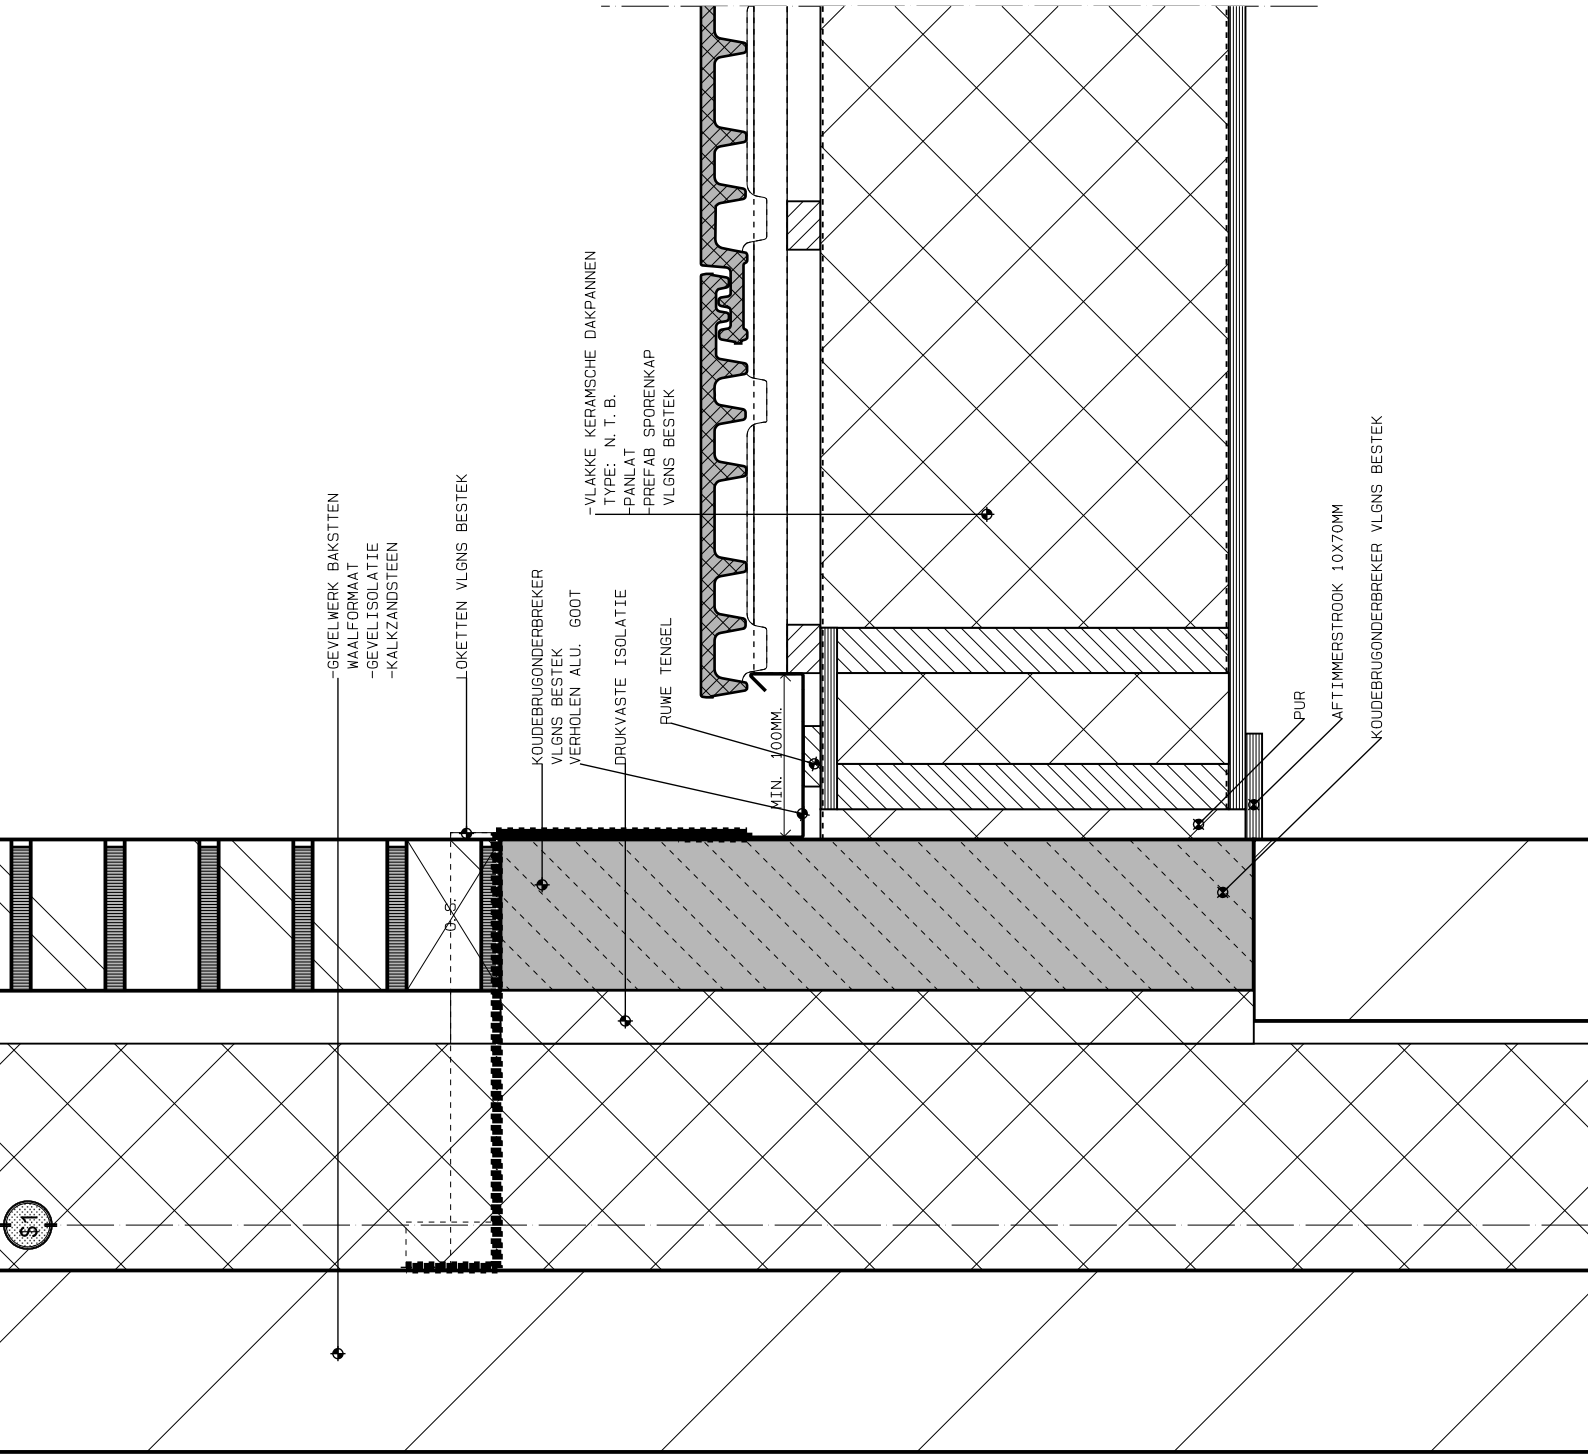 -GEVELWERK BAKSTTEN
WAALFORMAAT
-GEVELISOLATIE
-KALKZANDSTEEN
LOKETTEN VLGNS BESTEK
KOUDEBRUGONDERBREKER
VLGNS BESTEK
VERHOLEN ALU. GOOT
DRUKVASTE ISOLATIE
RUWE TENGEL
-VLAKKE KERAMSCHE DAKPANNEN
TYPE: N.T.B.
-PANLAT
-PREFAB SPORENKAP
VLGNS BESTEK
MIN. 100MM.
PUR
AFTIMMERSTROOK 10X70MM
KOUDEBRUGONDERBREKER VLGNS BESTEK
O.S.
S1